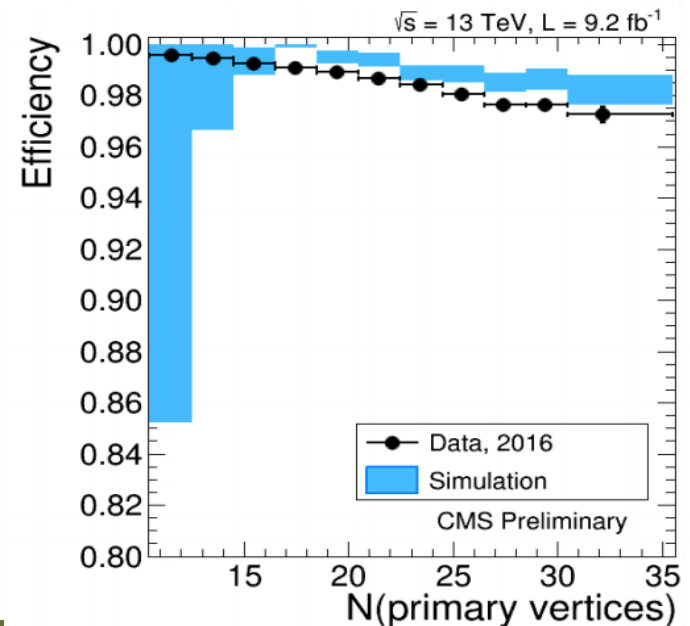 √s = 13 TeV, L = 9.2 fb⁻¹
Efficiency
1.00
0.98
0.96
0.94
0.92
0.90
0.88
0.86
0.84
0.82
0.80
Data, 2016
Simulation
CMS Preliminary
15 20 25 30 35
N(primary vertices)